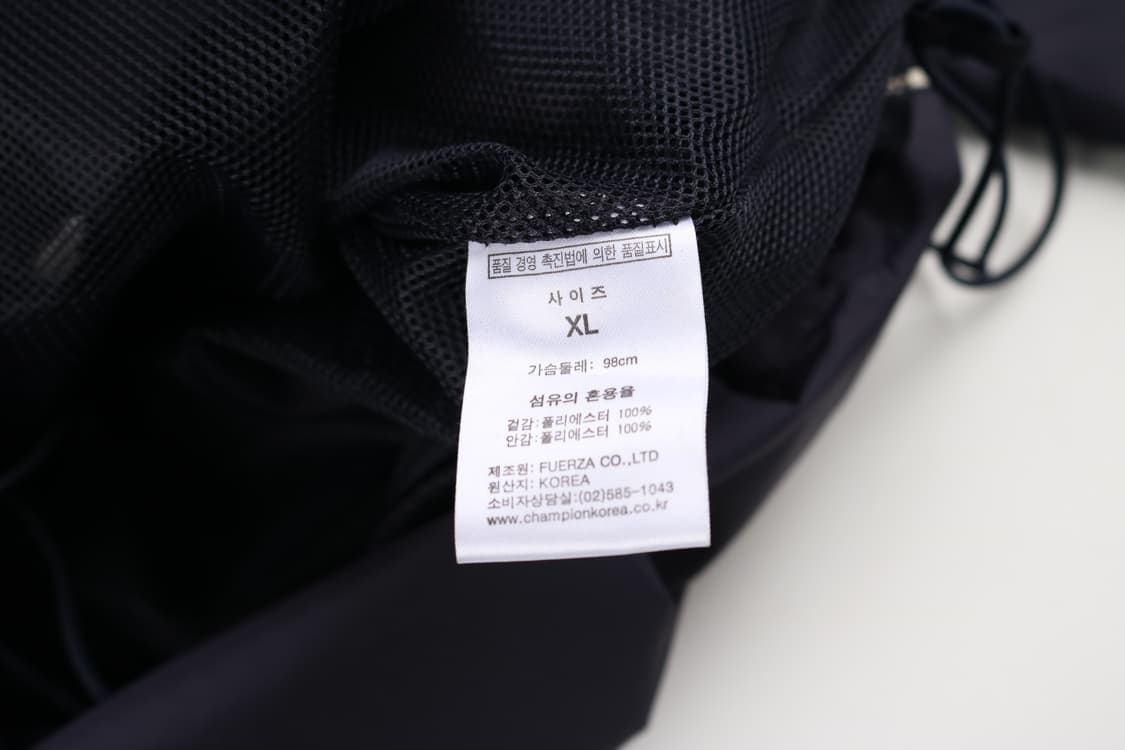 품질 경영 촉진법에 의한 품질표시
사 이 즈
XL
가슴둘레: 98cm
섬유의 혼용율
겉감:폴리에스터 100%
안감:폴리에스터 100%
제조원: FUERZA CO.,LTD
원산지: KOREA
소비자상담실:(02)585-1043
www.championkorea.co.kr